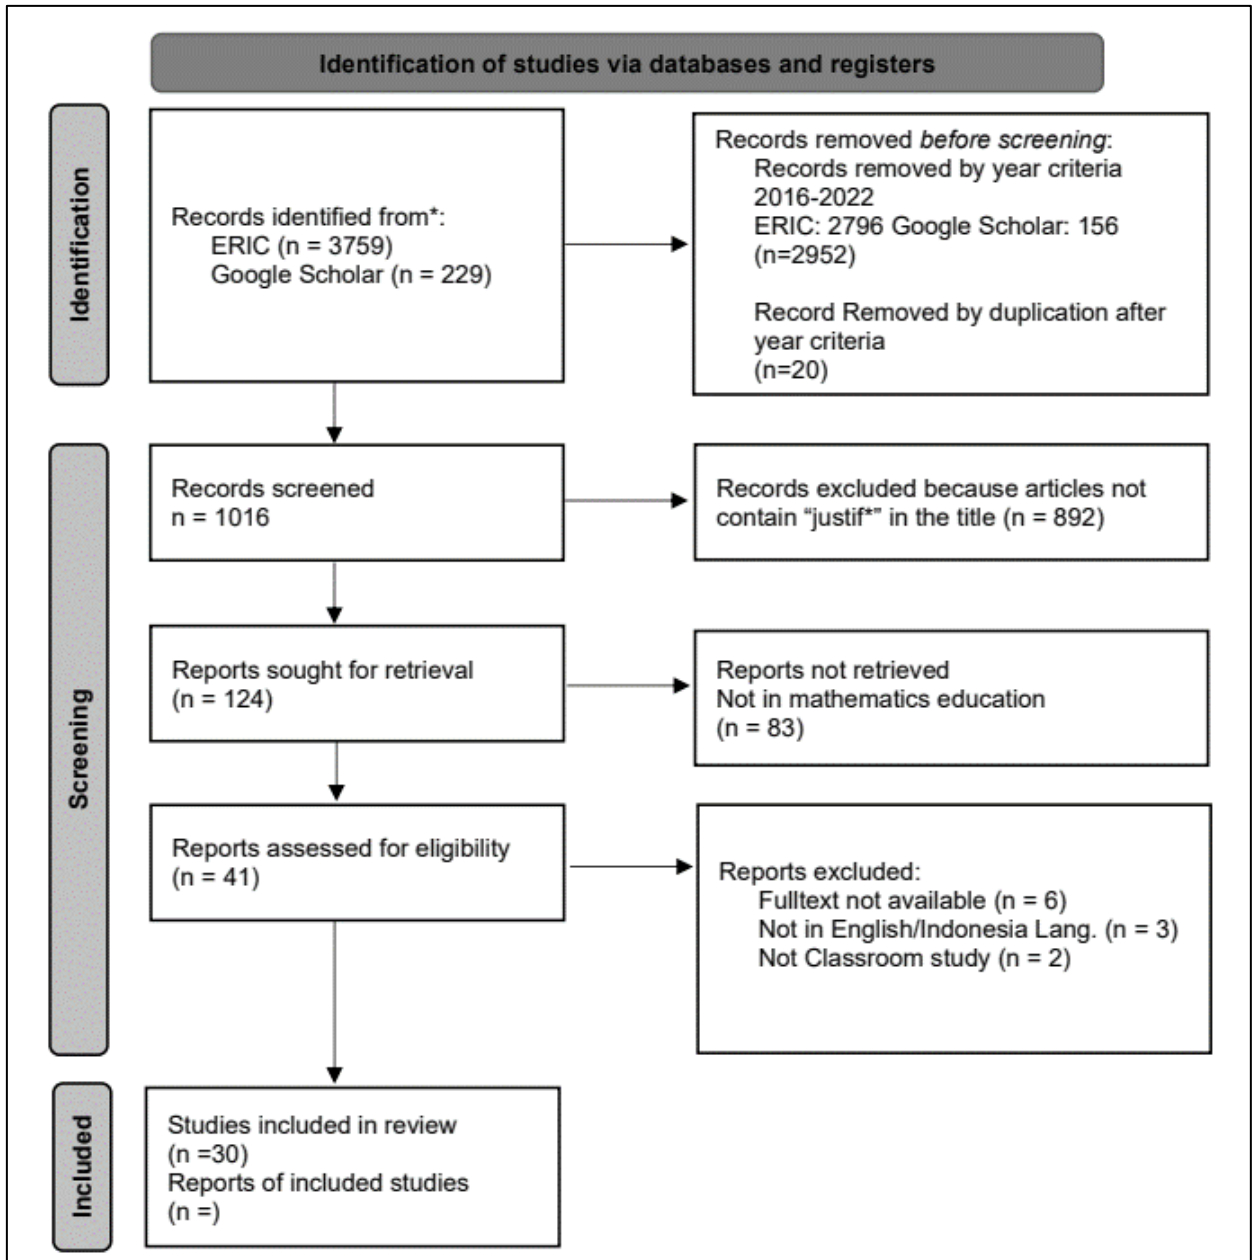 Identification of studies via databases and registers
Identification
Records identified from*:
ERIC (n = 3759)
Google Scholar (n = 229)
Records removed before screening:
Records removed by year criteria
2016-2022
ERIC: 2796 Google Scholar: 156
(n=2952)
Record Removed by duplication after
year criteria
(n=20)
Screening
Records screened
n = 1016
Records excluded because articles not
contain “justif*” in the title (n = 892)
Reports sought for retrieval
(n = 124)
Reports not retrieved
Not in mathematics education
(n = 83)
Reports assessed for eligibility
(n = 41)
Reports excluded:
Fulltext not available (n = 6)
Not in English/Indonesia Lang. (n = 3)
Not Classroom study (n = 2)
Included
Studies included in review
(n =30)
Reports of included studies
(n =)